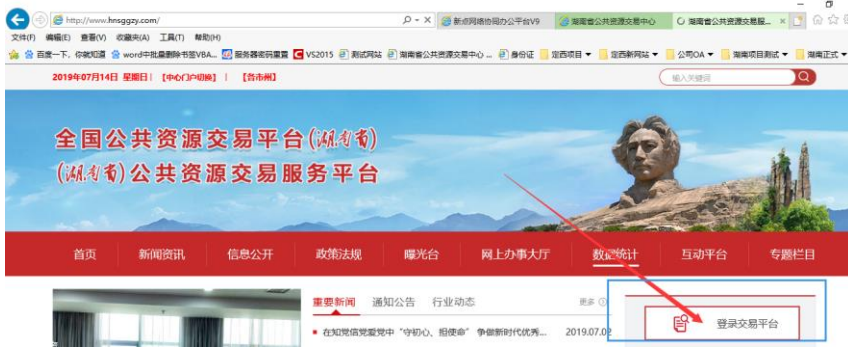 http://www.hnsggzy.com/
新点网络协同办公平台V9
湖南省公共资源交易中心
湖南省公共资源交易服...
文件(F) 编辑(E) 查看(V) 收藏夹(A) 工具(T) 帮助(H)
百度一下，你就知道 word中批量删除书签VBA... 服务器密码重置 VS2015 测试网站 湖南省公共资源交易中心 ... 身份证 定西项目 定西新网站 公司OA 湖南项目测试 湖南正式
2019年07月14日 星期日 | 【中心门户切换】 | 【各市州】
输入关键词
全国公共资源交易平台(湖南省)
(湖南省)公共资源交易服务平台
首页 新闻资讯 信息公开 政策法规 曝光台 网上办事大厅 数据统计 互动平台 专题栏目
重要新闻 通知公告 行业动态 更多
在知党信党爱党中“守初心、担使命” 争做新时代优秀... 2019.07.02
登录交易平台